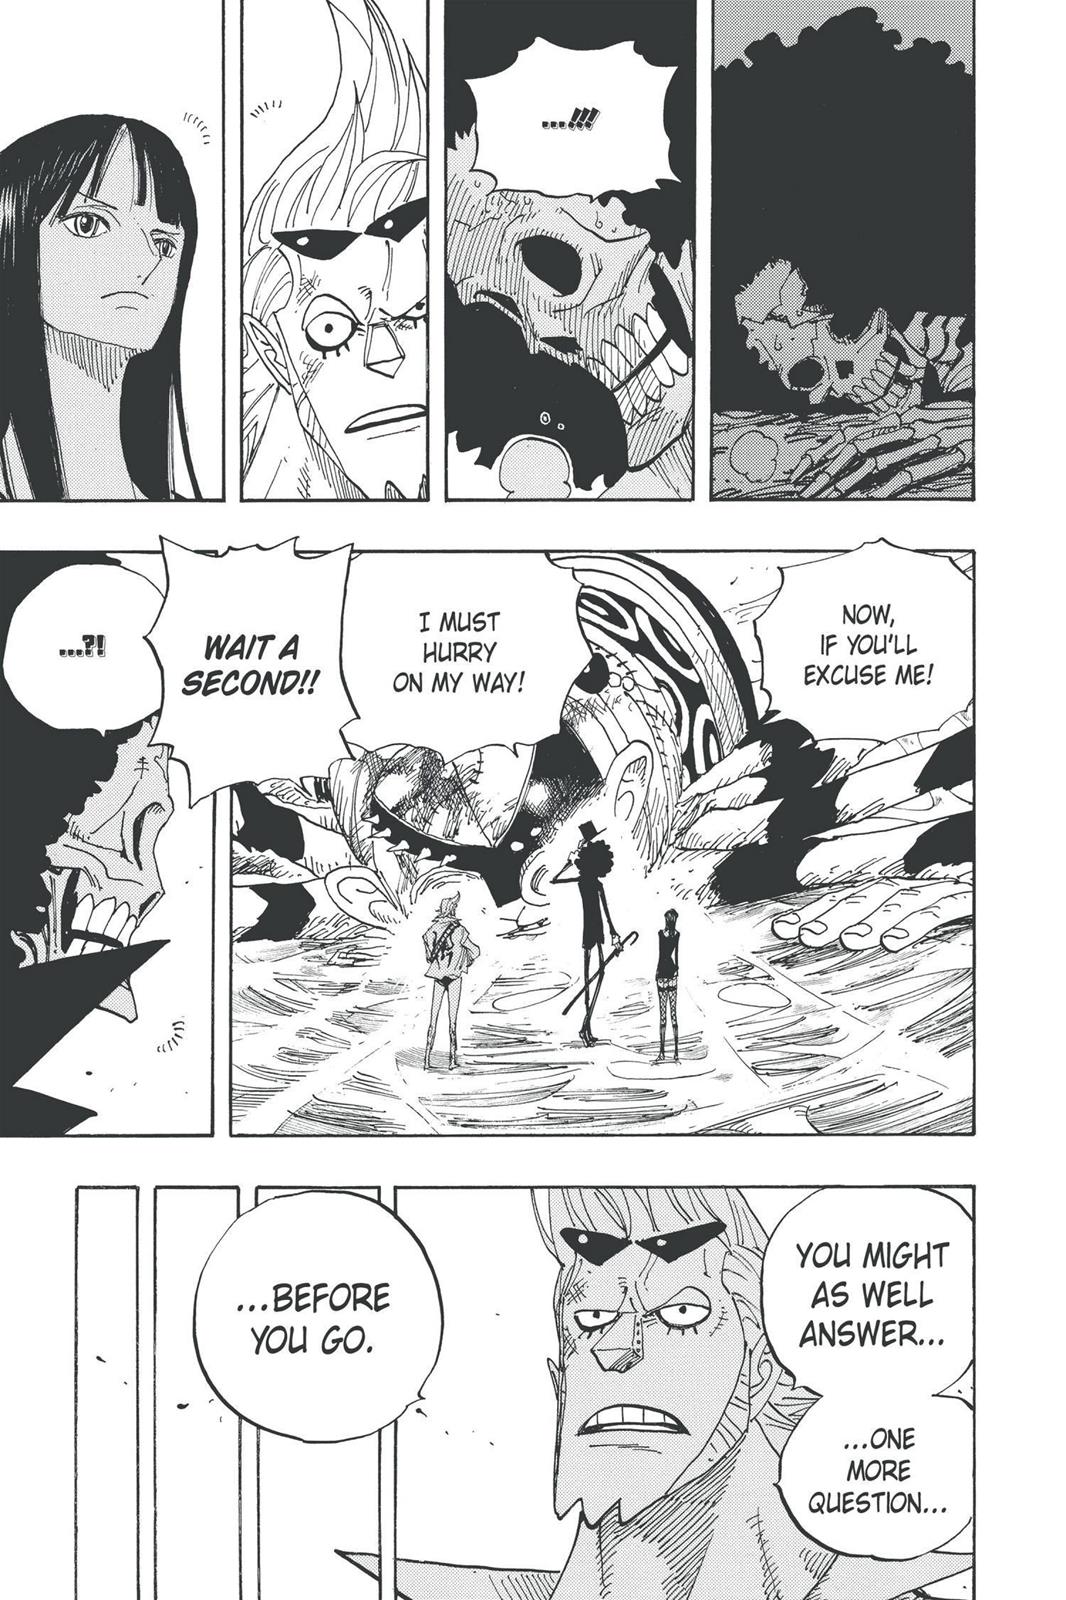 ...!!!
NOW,
IF YOU'LL
EXCUSE ME!
I MUST
HURRY
ON MY WAY!
WAIT A
SECOND!!
...?!
YOU MIGHT
AS WELL
ANSWER...
...ONE
MORE
QUESTION...
...BEFORE
YOU GO.